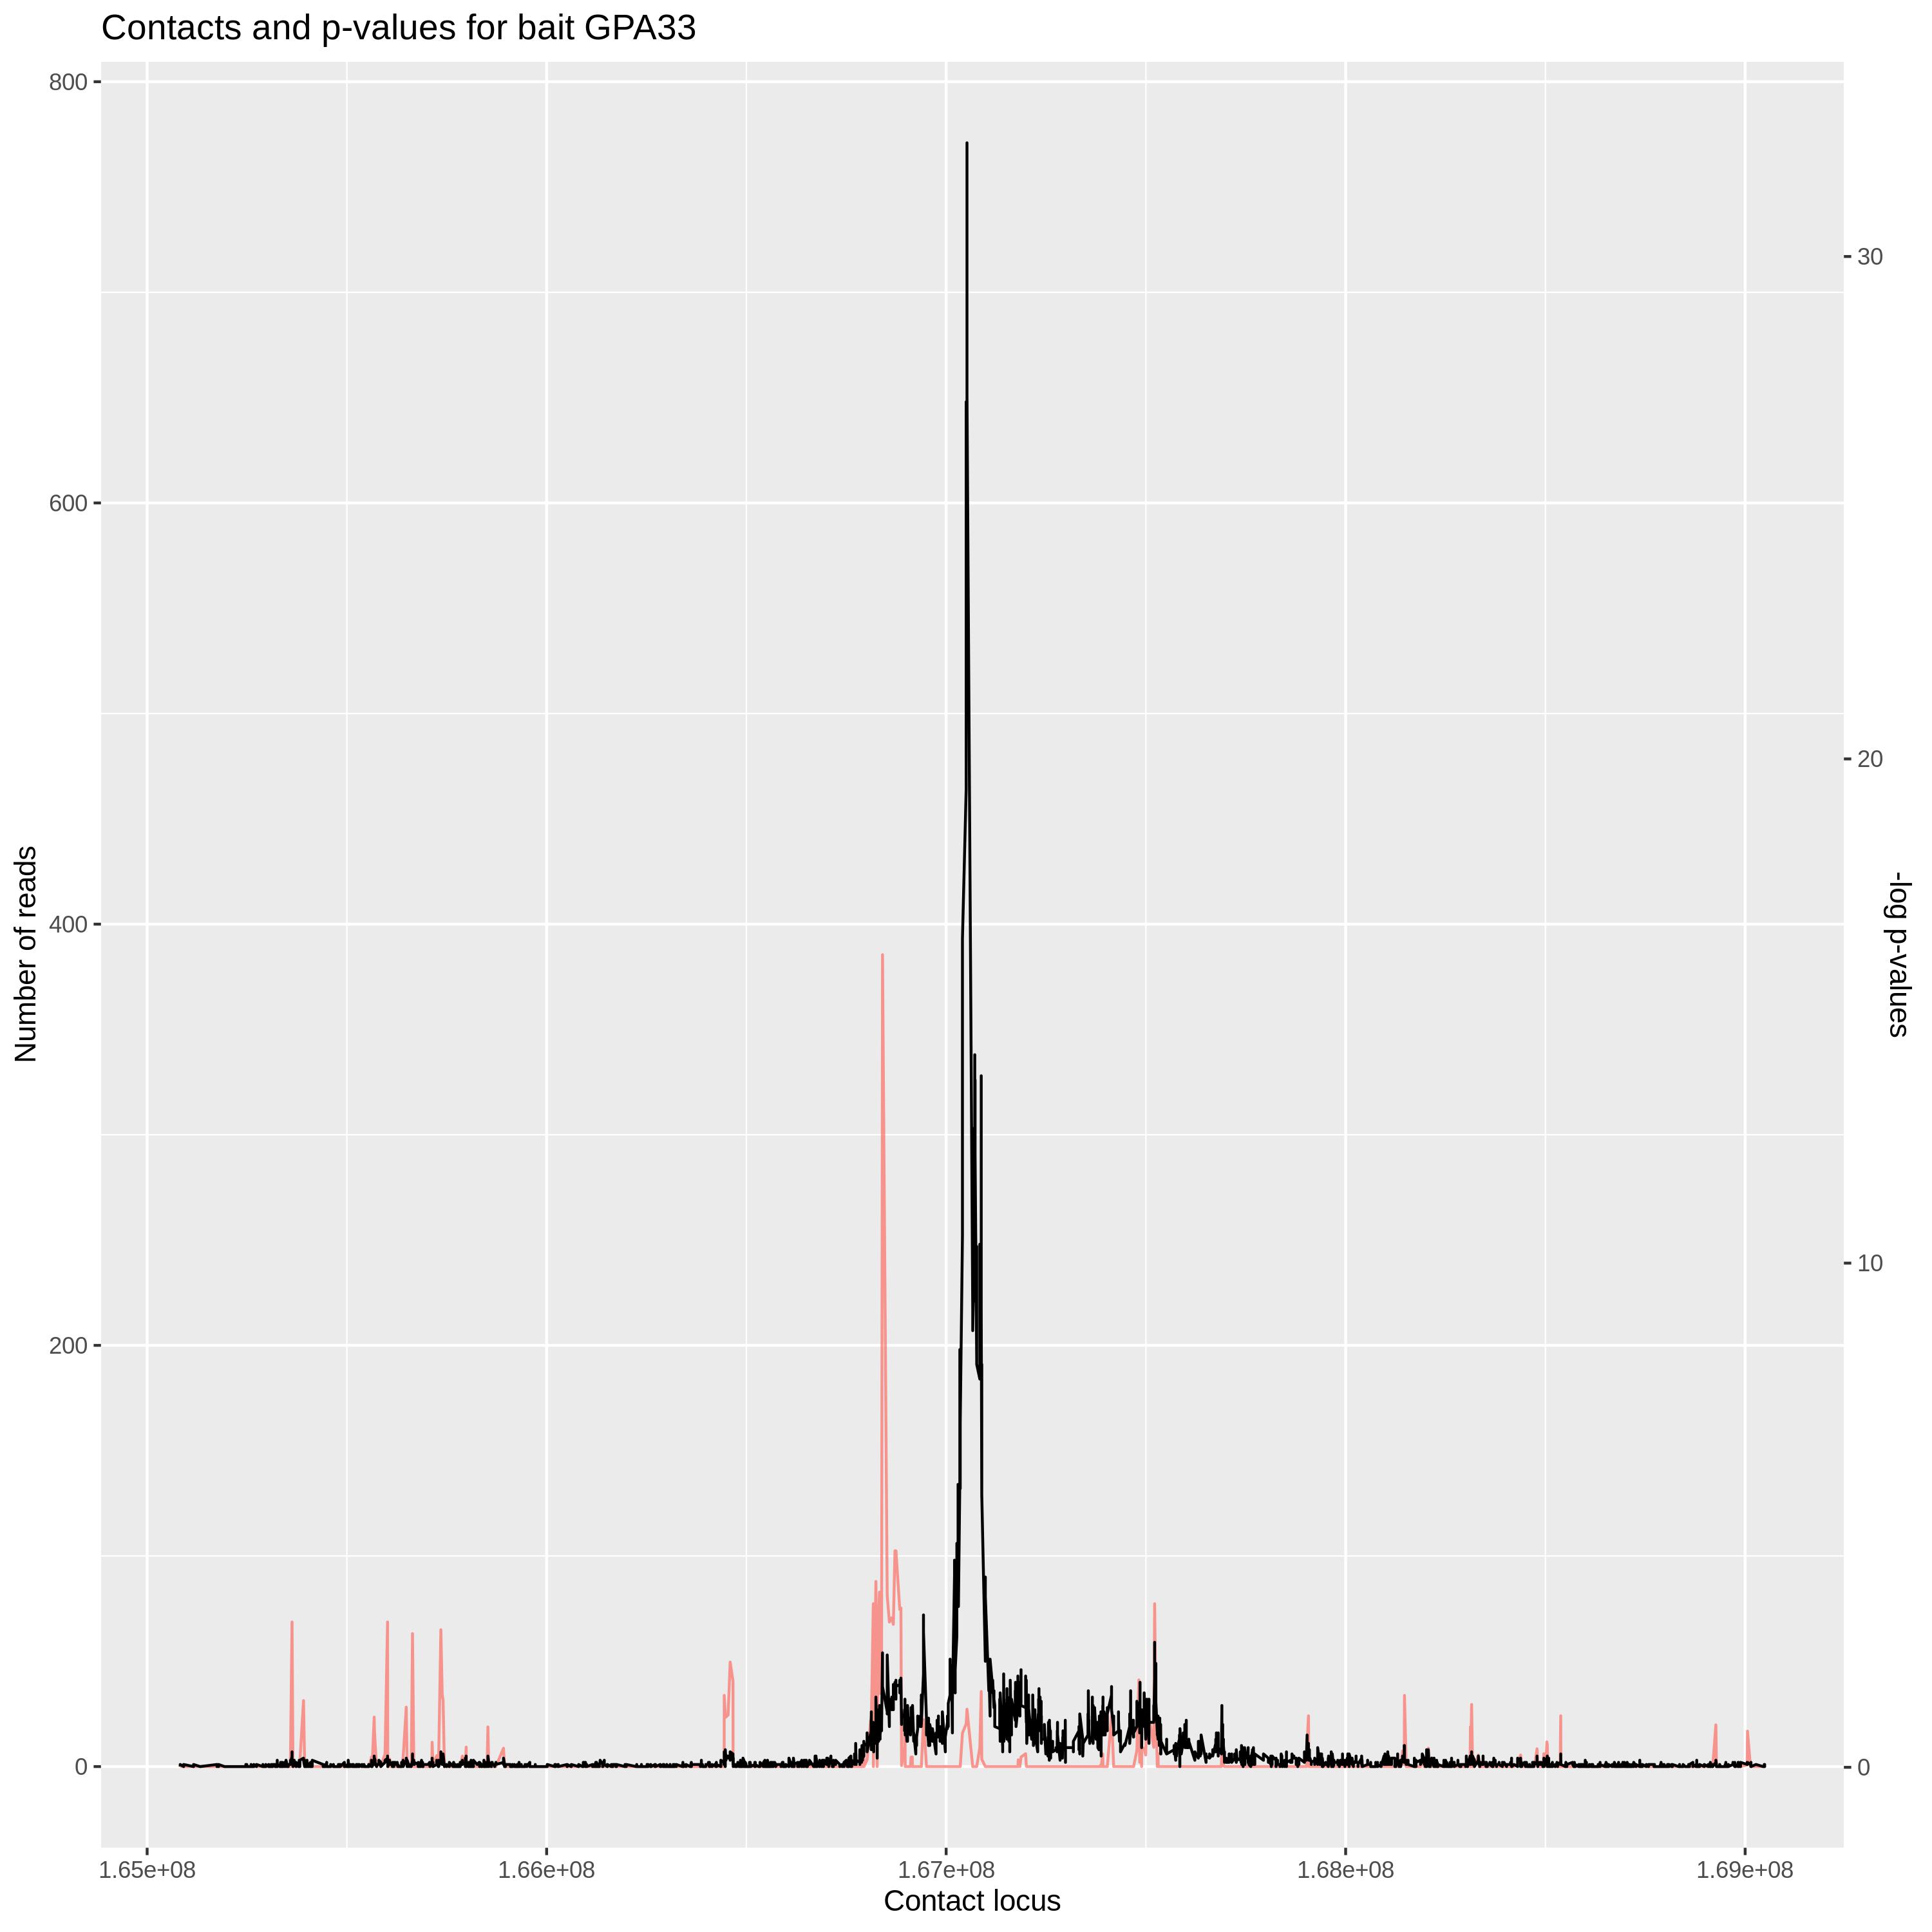 Contacts and p-values for bait GPA33
800
600
400
200
0
Number of reads
30
20
10
0
-log p-values
1.65e+08
1.66e+08
1.67e+08
1.68e+08
1.69e+08
Contact locus